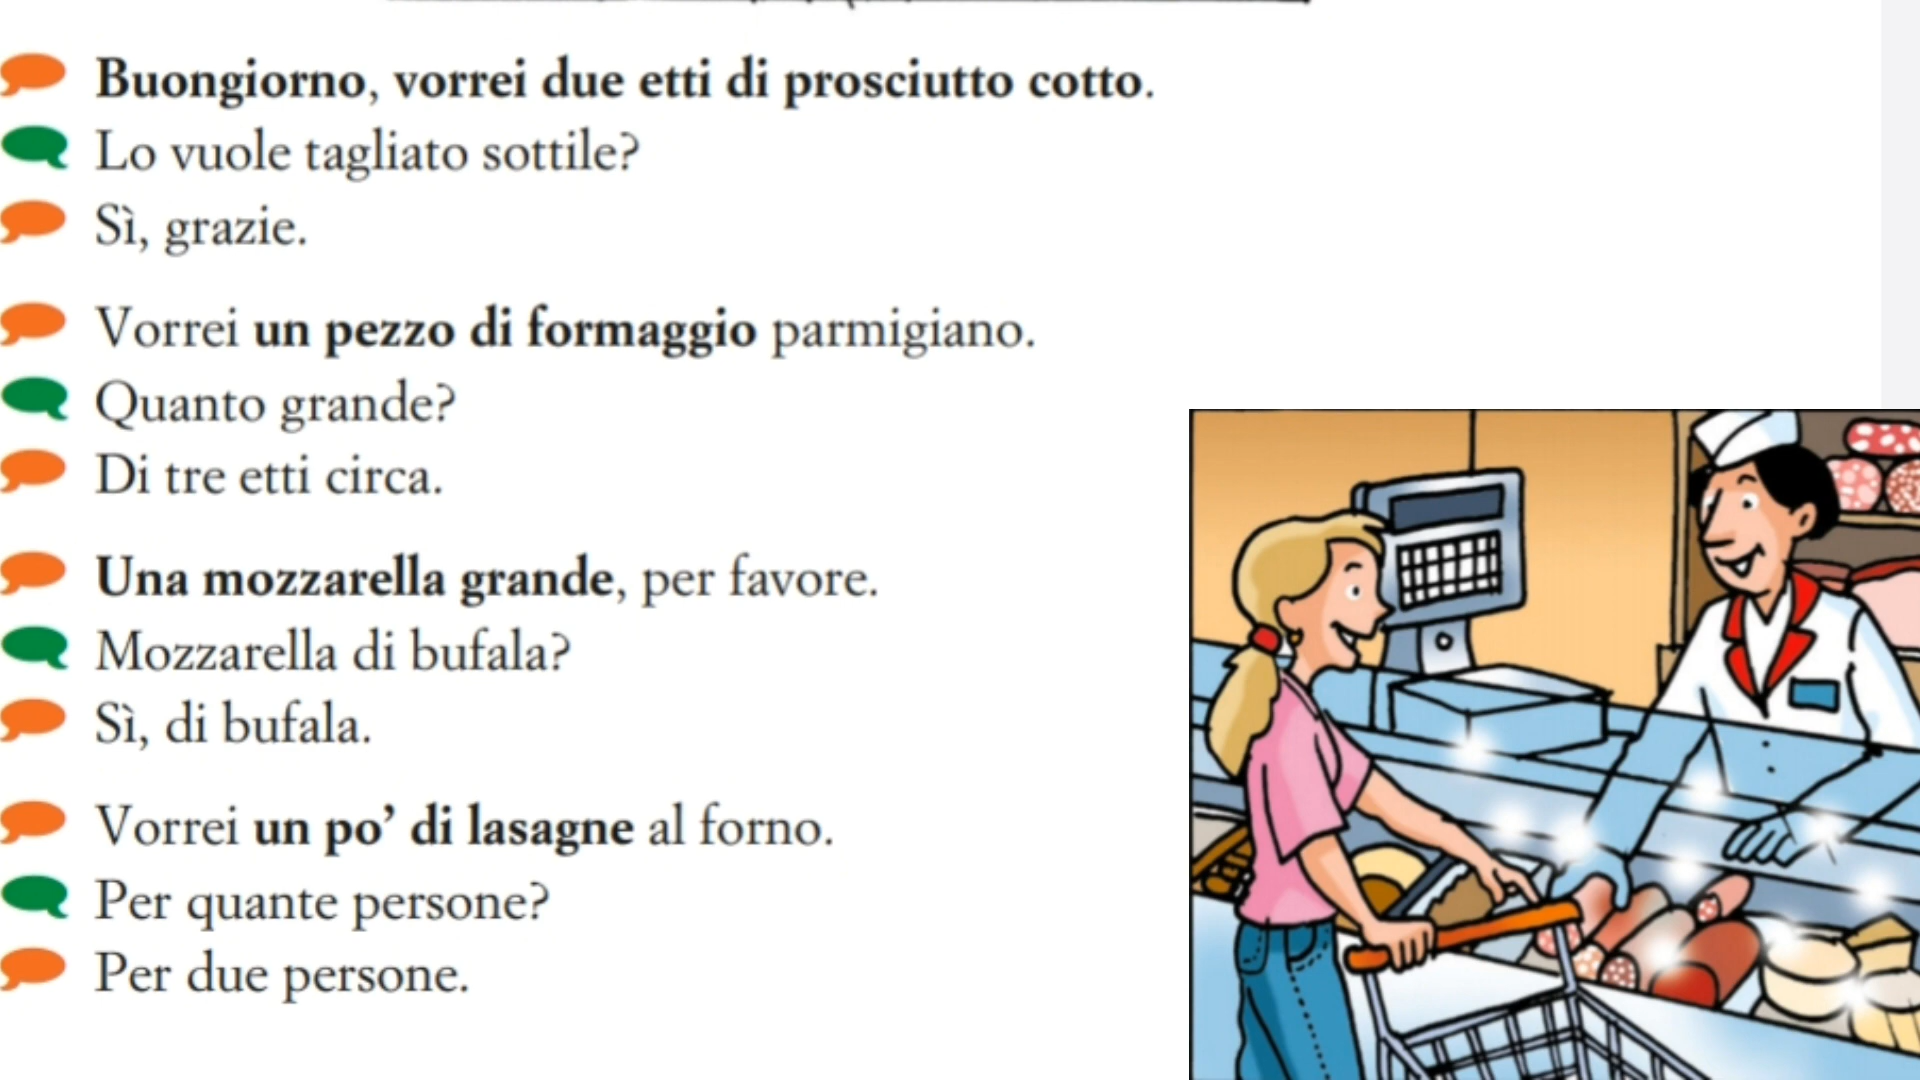 Buongiorno, vorrei due etti di prosciutto cotto.
Lo vuole tagliato sottile?
Sì, grazie.
Vorrei un pezzo di formaggio parmigiano.
Quanto grande?
Di tre etti circa.
Una mozzarella grande, per favore.
Mozzarella di bufala?
Sì, di bufala.
Vorrei un po’ di lasagne al forno.
Per quante persone?
Per due persone.